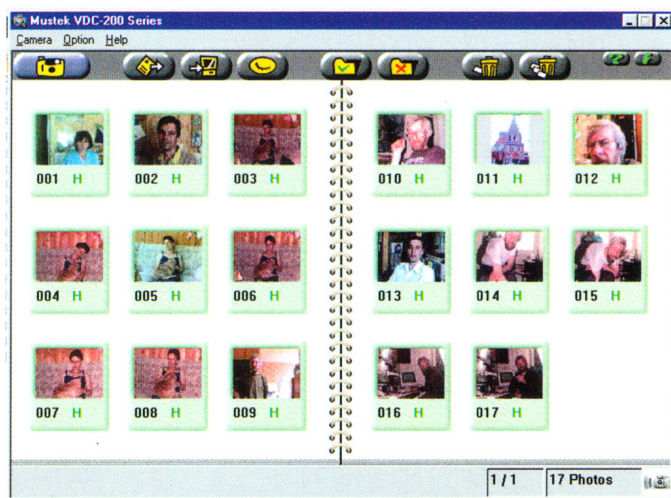 Mustek VDC-200 Series
Camera Option Help
001 H 002 H 003 H 010 H 011 H 012 H
004 H 005 H 006 H 013 H 014 H 015 H
007 H 008 H 009 H 016 H 017 H
1 / 1 17 Photos